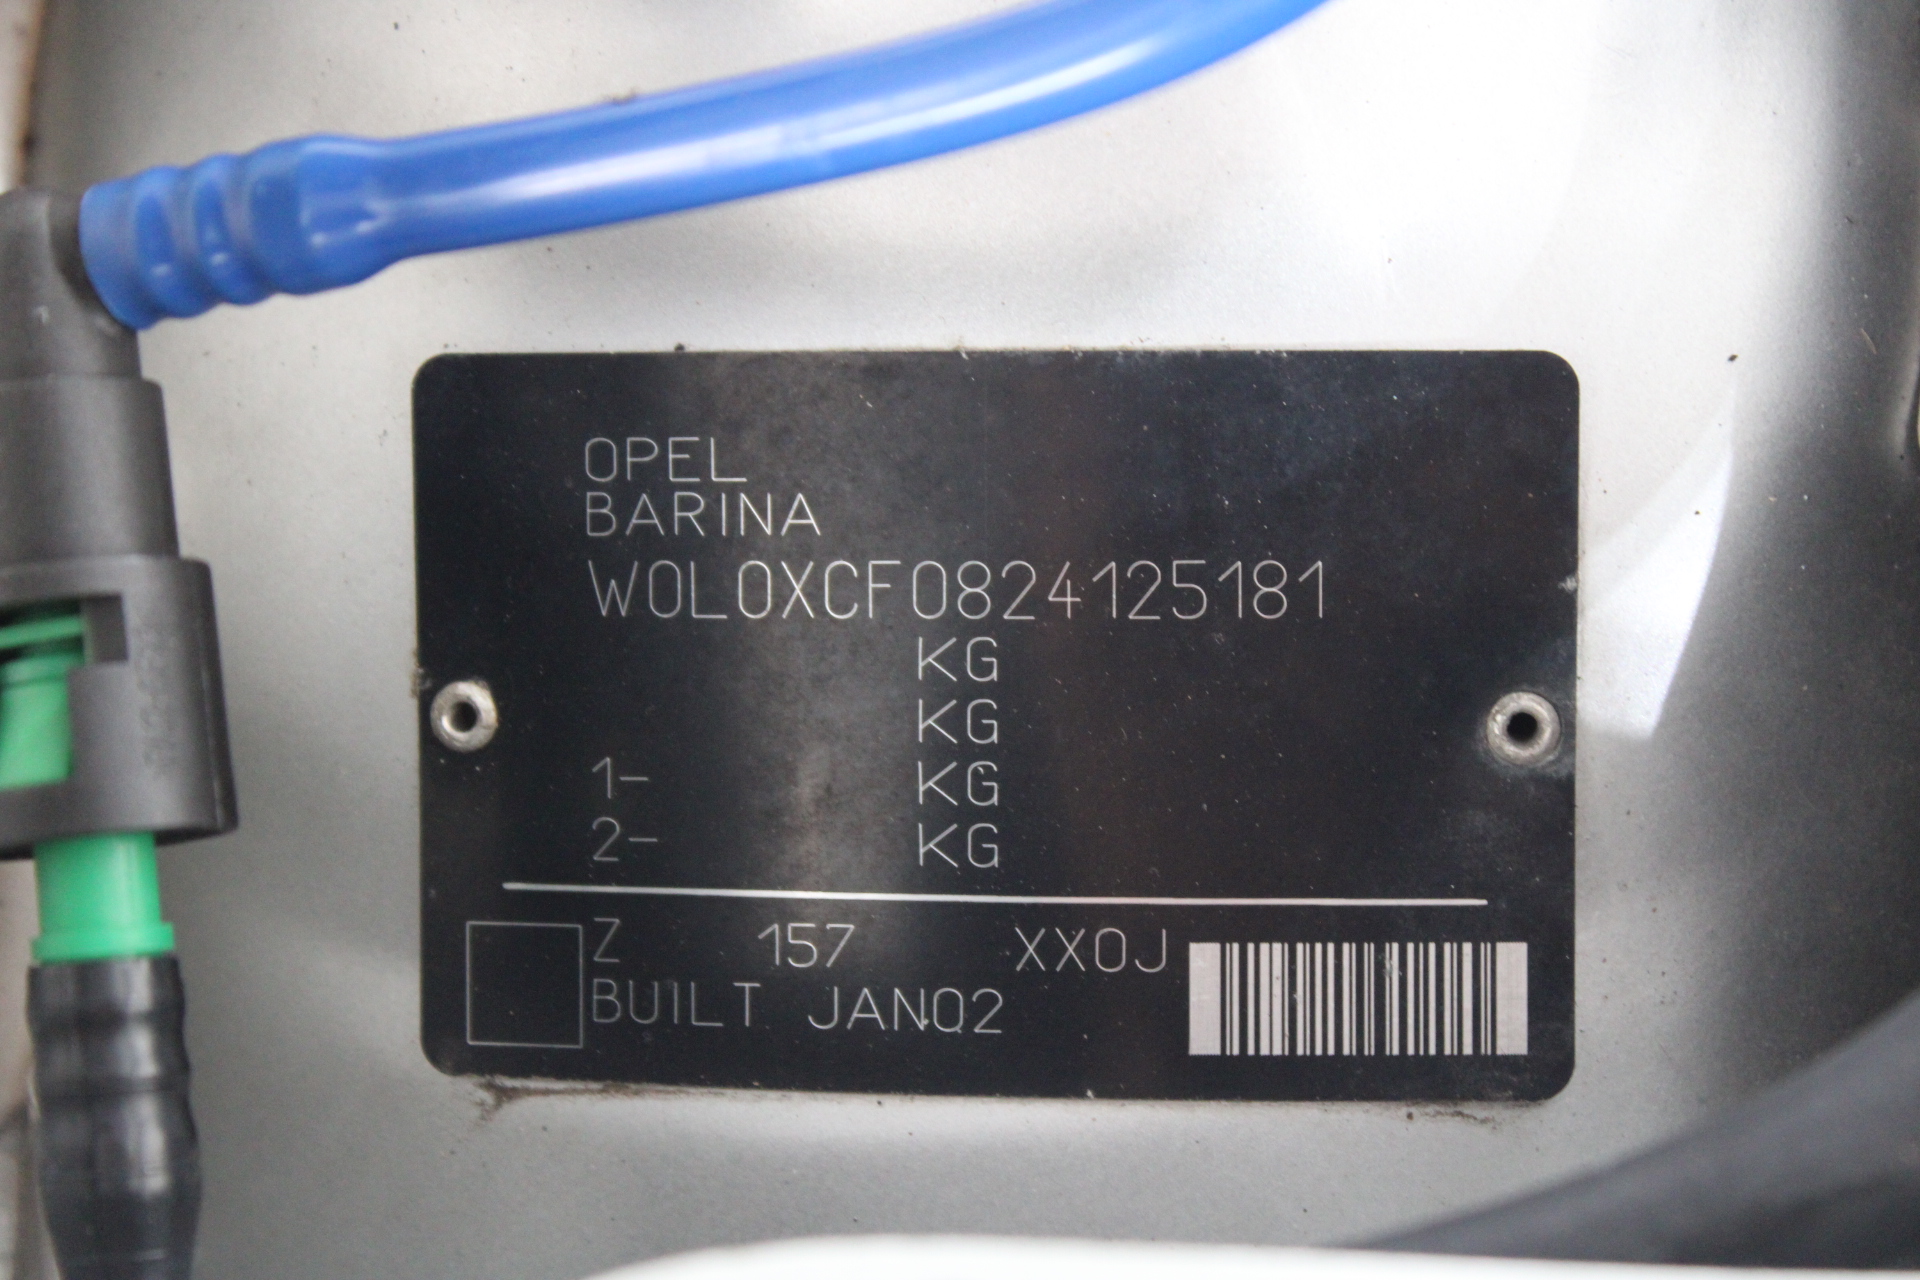 OPEL
BARINA
W0L0XCF0824125181
KG
KG
1- KG
2- KG
Z 157 XX0J
BUILT JAN02